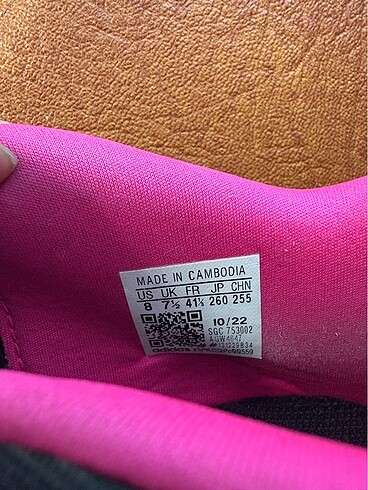 MADE IN CAMBODIA
US UK FR JP CHN
8 7½ 41⅓ 260 255
10/22
SGC 753002
adidas